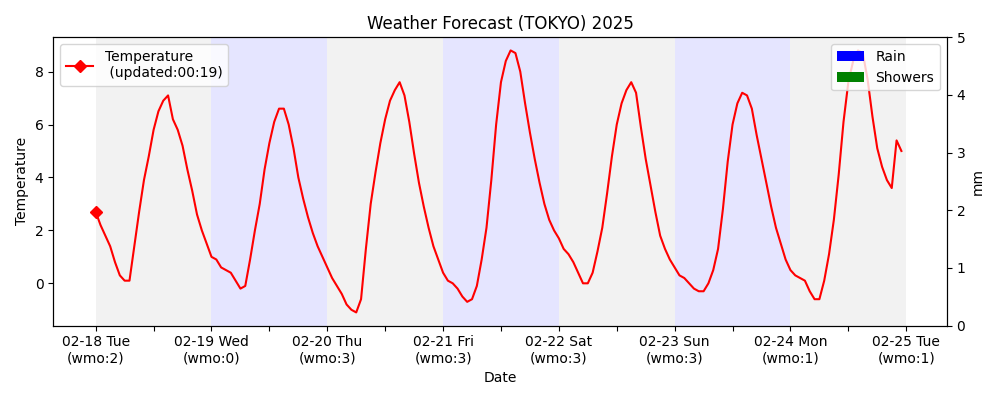 Weather Forecast (TOKYO) 2025
Temperature
(updated:00:19)
Rain
Showers
Temperature
8
6
4
2
0
5
4
3
2
1
0
mm
02-18 Tue
(wmo:2)
02-19 Wed
(wmo:0)
02-20 Thu
(wmo:3)
02-21 Fri
(wmo:3)
02-22 Sat
(wmo:3)
02-23 Sun
(wmo:3)
02-24 Mon
(wmo:1)
02-25 Tue
(wmo:1)
Date